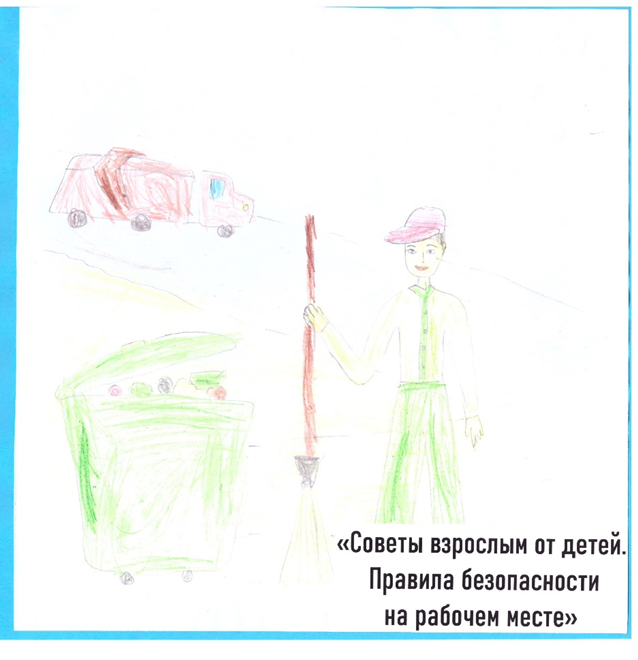 «Советы взрослым от детей.
Правила безопасности
на рабочем месте»